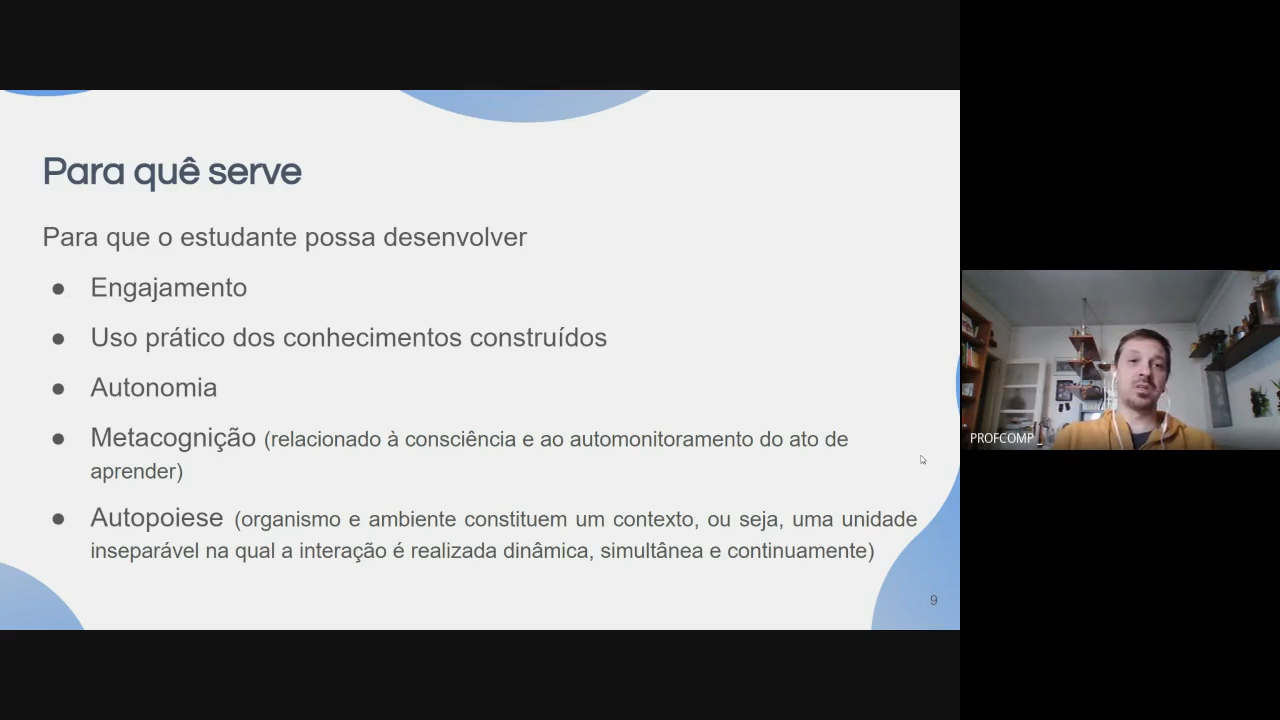 Para quê serve
Para que o estudante possa desenvolver
● Engajamento
● Uso prático dos conhecimentos construídos
● Autonomia
● Metacognição (relacionado à consciência e ao automonitoramento do ato de
aprender)
● Autopoiese (organismo e ambiente constituem um contexto, ou seja, uma unidade
inseparável na qual a interação é realizada dinâmica, simultânea e continuamente)
9
PROFCOMP _